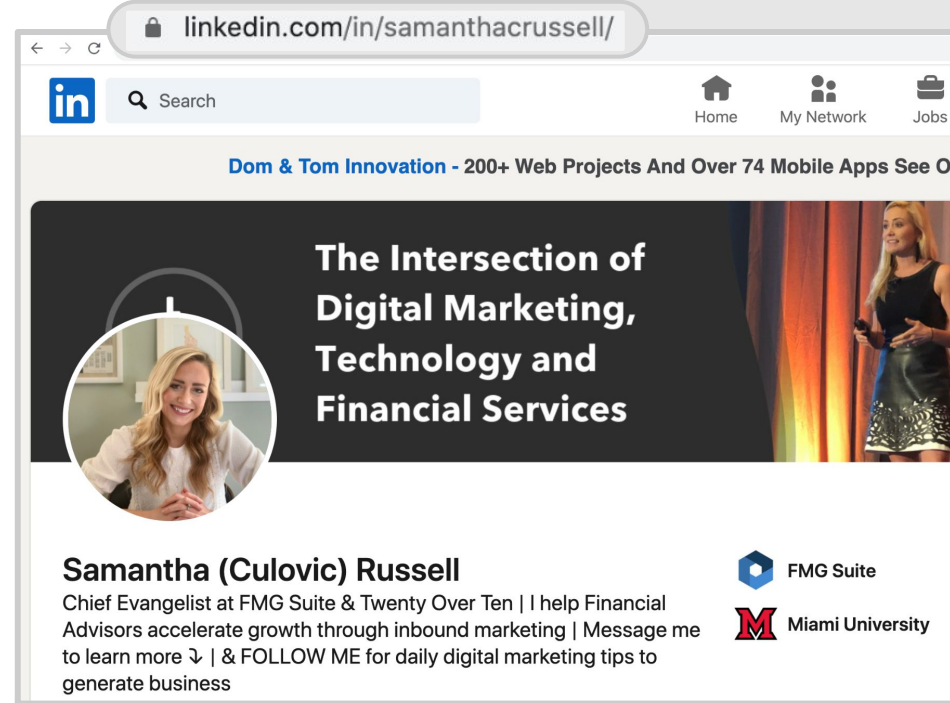 linkedin.com/in/samanthacrussell/
in
Search
Home
My Network
Jobs
Dom & Tom Innovation - 200+ Web Projects And Over 74 Mobile Apps See O
The Intersection of
Digital Marketing,
Technology and
Financial Services
Samantha (Culovic) Russell
Chief Evangelist at FMG Suite & Twenty Over Ten | I help Financial
Advisors accelerate growth through inbound marketing | Message me
to learn more ⤵ | & FOLLOW ME for daily digital marketing tips to
generate business
FMG Suite
M
Miami University